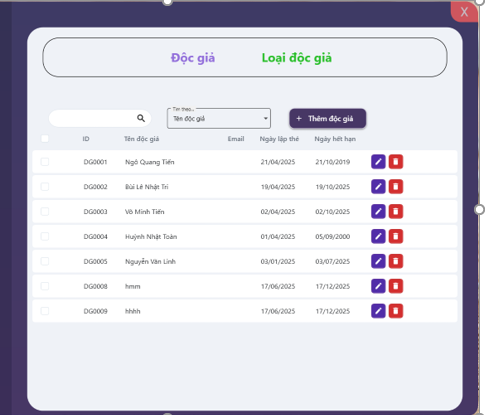 X
Độc giả Loại độc giả
Tìm theo...
Tên độc giả
+ Thêm độc giả
ID Tên độc giả Email Ngày lập thẻ Ngày hết hạn
DG0001 Ngô Quang Tiến 21/04/2025 21/10/2019
DG0002 Bùi Lê Nhật Tri 19/04/2025 19/10/2025
DG0003 Võ Minh Tiến 02/04/2025 02/10/2025
DG0004 Huỳnh Nhật Toàn 01/04/2025 05/09/2000
DG0005 Nguyễn Văn Linh 03/01/2025 03/07/2025
DG0008 hmm 17/06/2025 17/12/2025
DG0009 hhhh 17/06/2025 17/12/2025